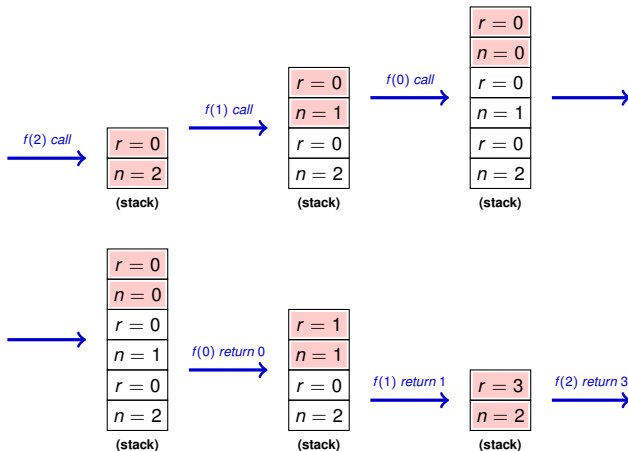 f(2) call
r = 0
n = 2
(stack)
f(1) call
r = 0
n = 1
r = 0
n = 2
(stack)
f(0) call
r = 0
n = 0
r = 0
n = 1
r = 0
n = 2
(stack)
r = 0
n = 0
r = 0
n = 1
r = 0
n = 2
(stack)
f(0) return 0
r = 1
n = 1
r = 0
n = 2
(stack)
f(1) return 1
r = 3
n = 2
(stack)
f(2) return 3